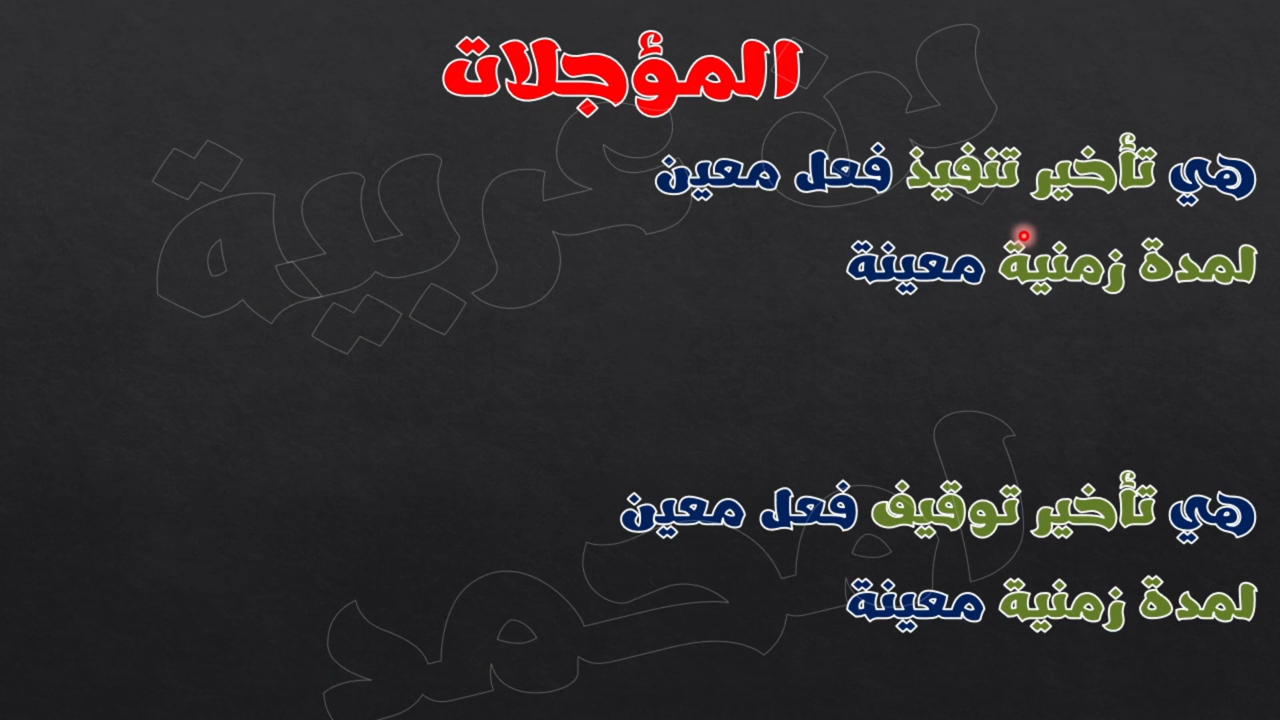 المؤجلات
هي تأخير تنفيذ فعل معين
لمدة زمنية معينة
هي تأخير توقيف فعل معين
لمدة زمنية معينة